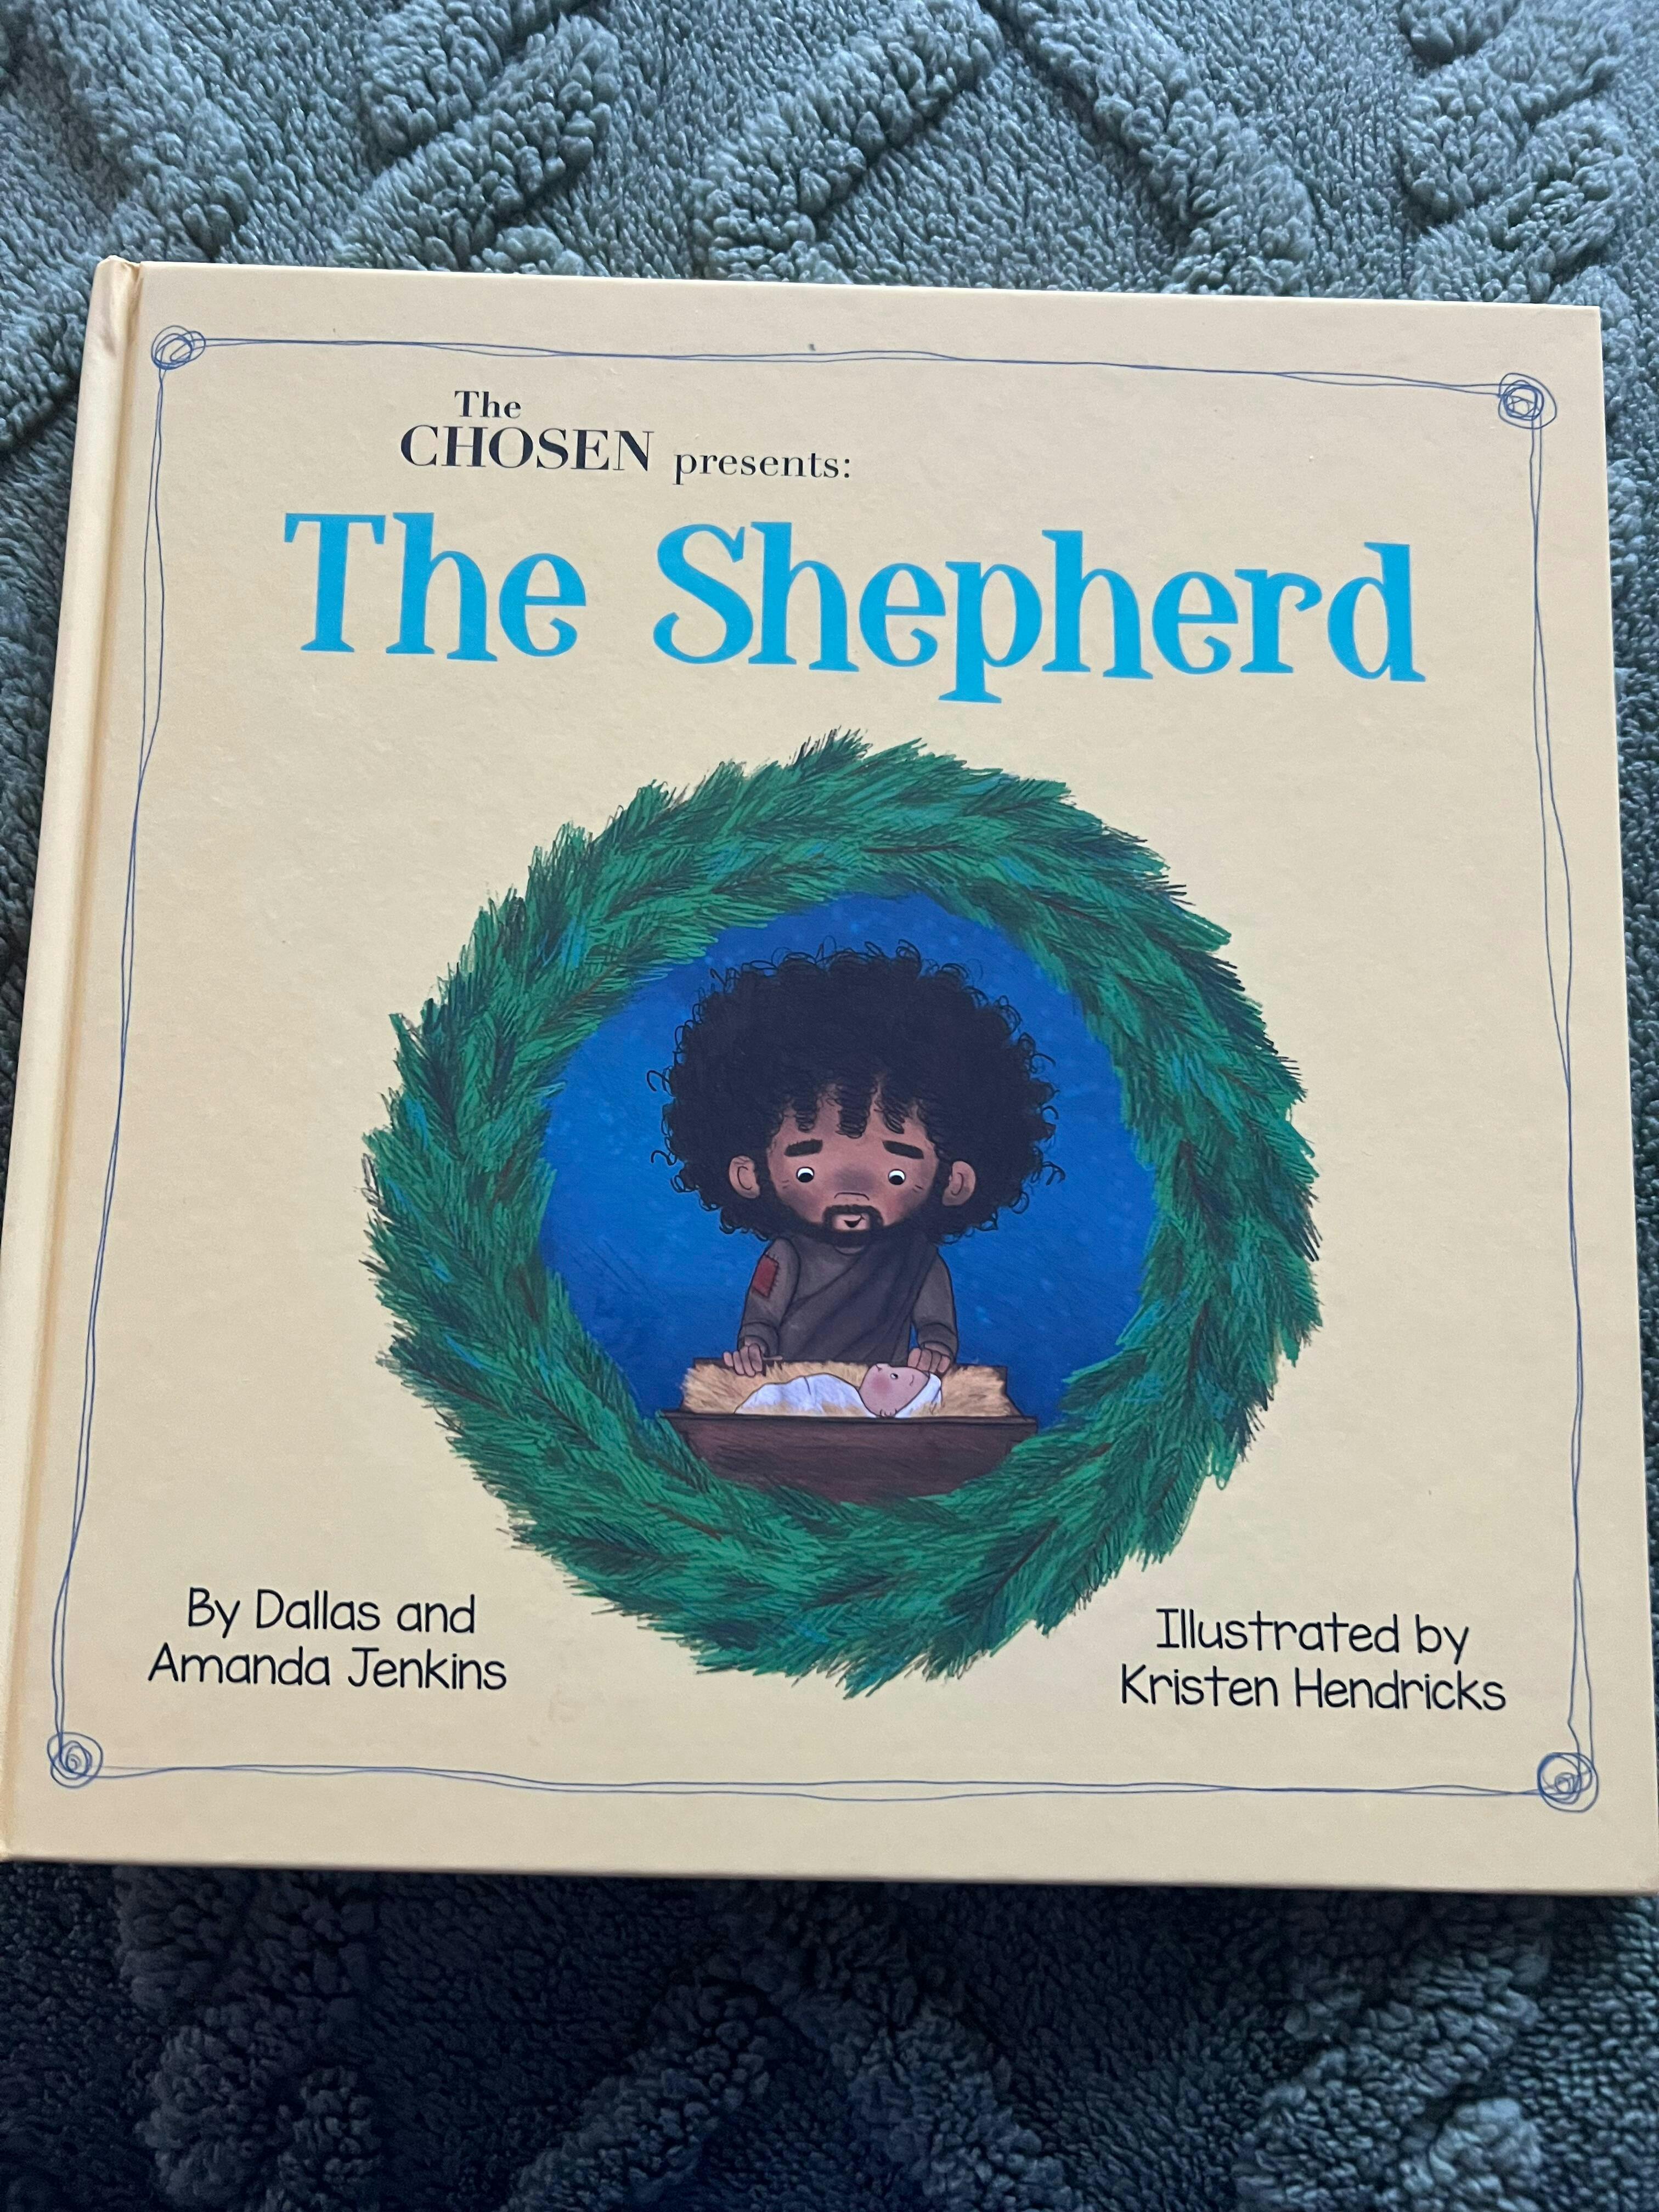 The
CHOSEN presents:
The Shepherd
By Dallas and
Amanda Jenkins
Illustrated by
Kristen Hendricks